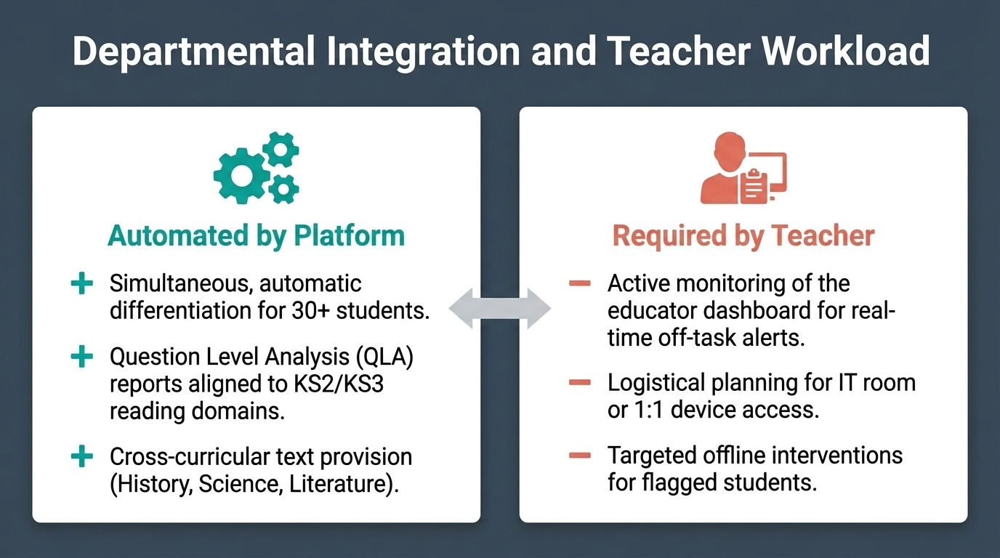 Departmental Integration and Teacher Workload
Automated by Platform
Simultaneous, automatic
differentiation for 30+ students.
Question Level Analysis (QLA)
reports aligned to KS2/KS3
reading domains.
Cross-curricular text provision
(History, Science, Literature).
Required by Teacher
Active monitoring of the
educator dashboard for real-
time off-task alerts.
Logistical planning for IT room
or 1:1 device access.
Targeted offline interventions
for flagged students.